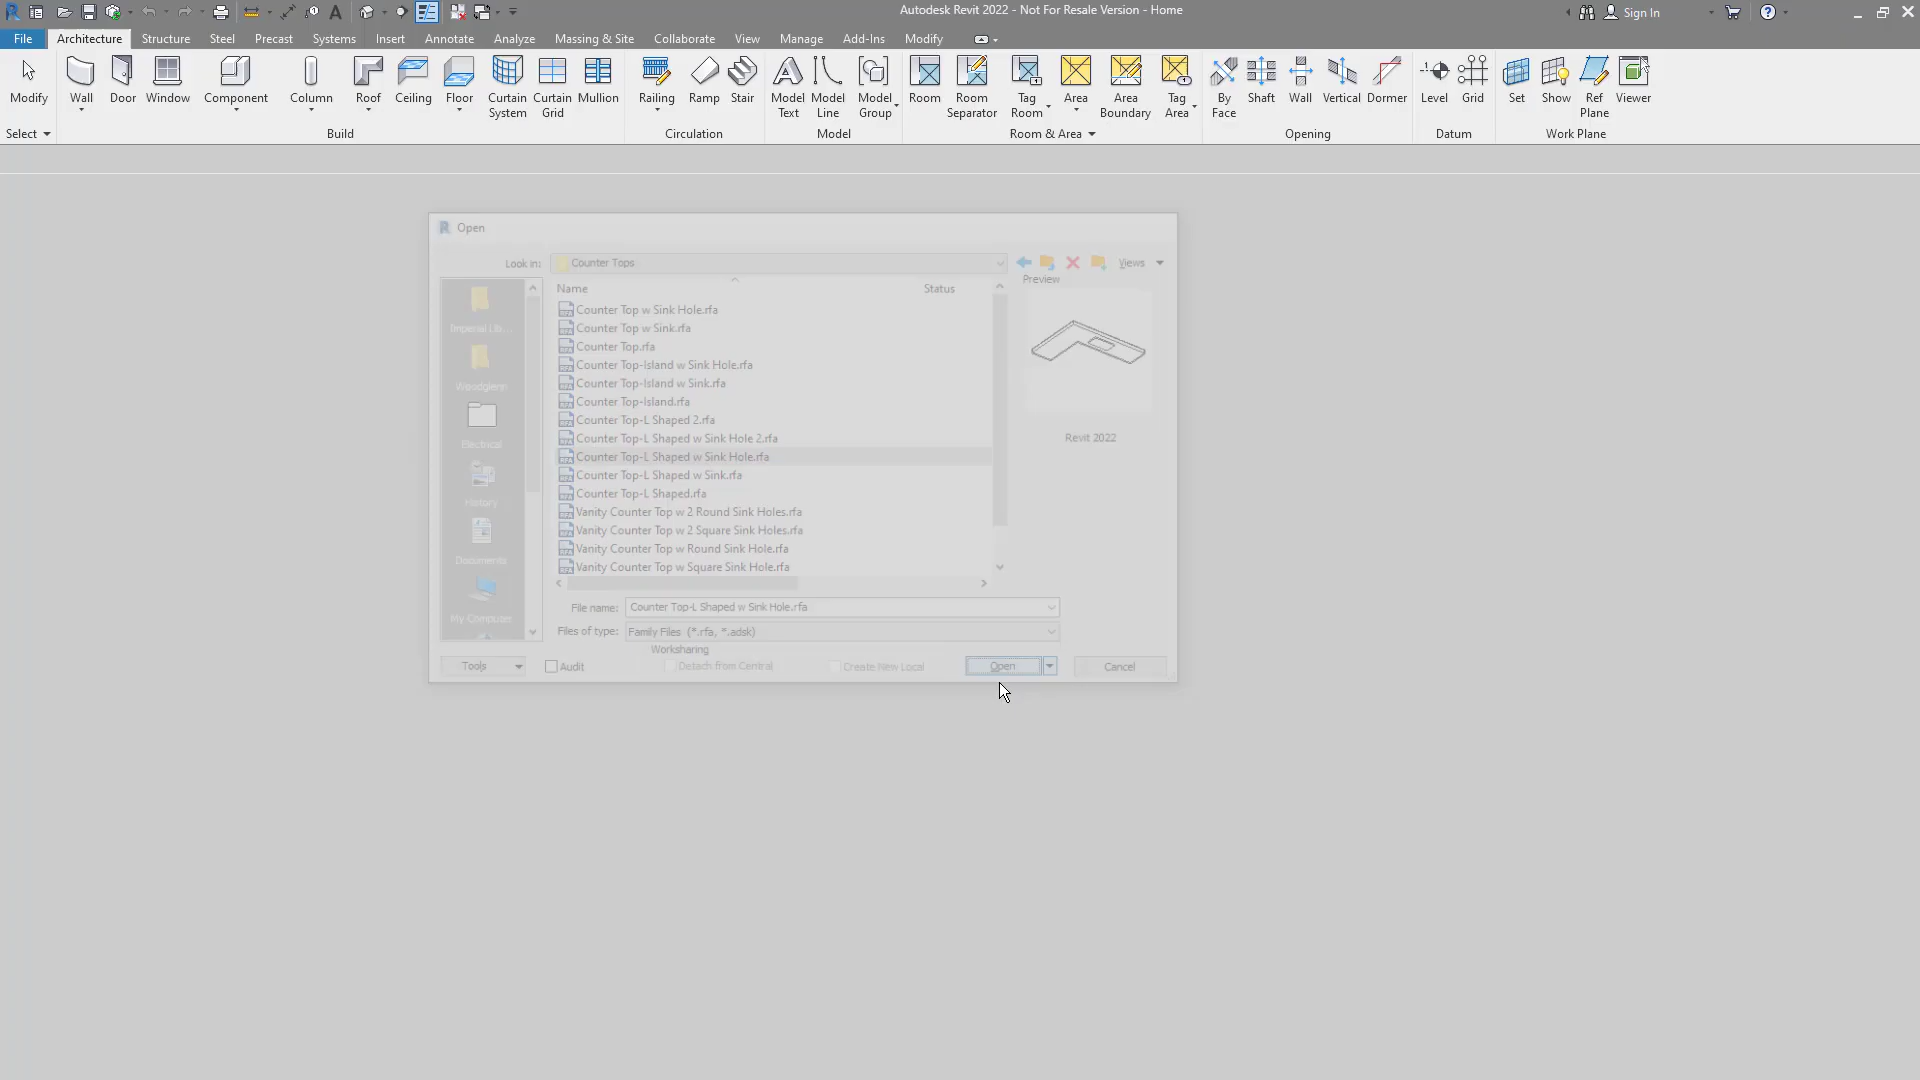 Autodesk Revit 2022 - Not For Resale Version - Home
Sign In
File Architecture Structure Steel Precast Systems Insert Annotate Analyze Massing & Site Collaborate View Manage Add-Ins Modify
Modify
Wall
Door
Window
Component
Column
Roof
Ceiling
Floor
Curtain
System
Curtain
Grid
Mullion
Railing
Ramp
Stair
Model
Text
Model
Line
Model
Group
Room
Room
Separator
Tag
Room
Area
Area
Boundary
Tag
Area
By
Face
Shaft
Wall
Vertical
Dormer
Level
Grid
Set
Show
Ref
Plane
Viewer
Select
Build
Circulation
Model
Room & Area
Opening
Datum
Work Plane
Open
Look in:
Counter Tops
Views
Preview
Name
Status
Imperial Lib...
Woodglenn
Electrical
History
Documents
My Computer
Counter Top w Sink Hole.rfa
Counter Top w Sink.rfa
Counter Top.rfa
Counter Top-Island w Sink Hole.rfa
Counter Top-Island w Sink.rfa
Counter Top-Island.rfa
Counter Top-L Shaped 2.rfa
Counter Top-L Shaped w Sink Hole 2.rfa
Counter Top-L Shaped w Sink Hole.rfa
Counter Top-L Shaped w Sink.rfa
Counter Top-L Shaped.rfa
Vanity Counter Top w 2 Round Sink Holes.rfa
Vanity Counter Top w 2 Square Sink Holes.rfa
Vanity Counter Top w Round Sink Hole.rfa
Vanity Counter Top w Square Sink Hole.rfa
Revit 2022
File name:
Counter Top-L Shaped w Sink Hole.rfa
Files of type:
Family Files (*.rfa, *.adsk)
Worksharing
Tools
Audit
Detach from Central
Create New Local
Open
Cancel